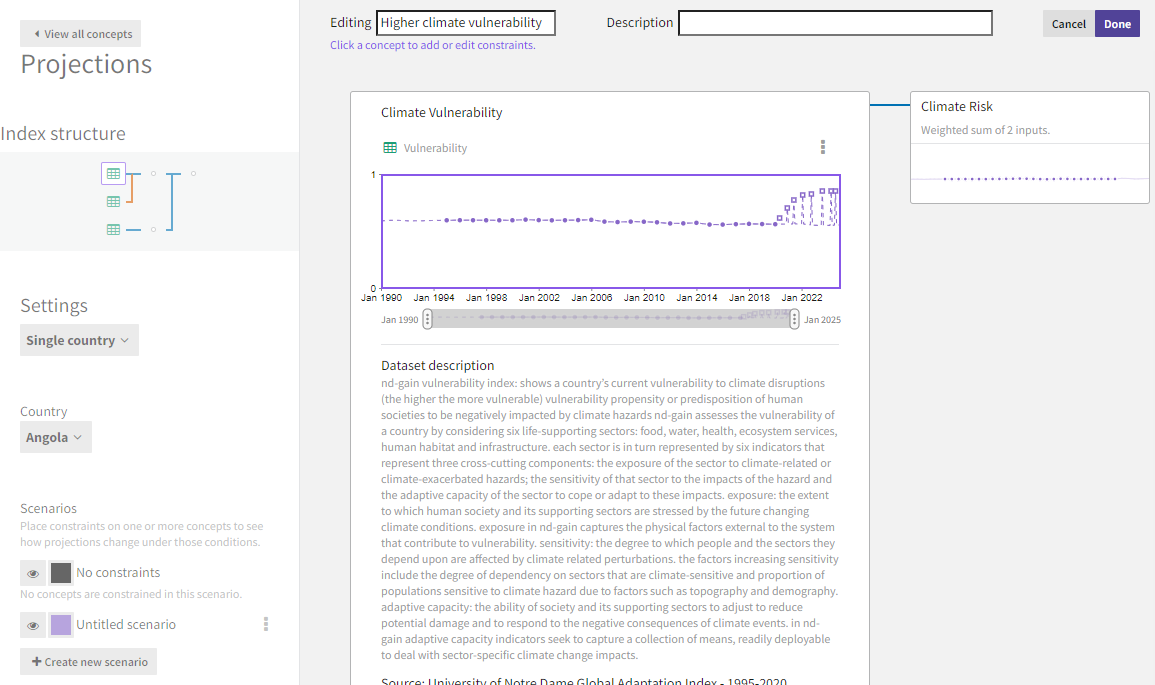 View all concepts
Projections
Index structure
Settings
Single country
Country
Angola
Scenarios
Place constraints on one or more concepts to see
how projections change under those conditions.
No constraints
No concepts are constrained in this scenario.
Untitled scenario
Create new scenario
Editing Higher climate vulnerability Description Cancel Done
Click a concept to add or edit constraints.
Climate Vulnerability
Vulnerability
1
0
Jan 1990 Jan 1994 Jan 1998 Jan 2002 Jan 2006 Jan 2010 Jan 2014 Jan 2018 Jan 2022
Jan 1990 Jan 2025
Dataset description
nd-gain vulnerability index: shows a country's current vulnerability to climate disruptions
(the higher the more vulnerable) vulnerability propensity or predisposition of human
societies to be negatively impacted by climate hazards nd-gain assesses the vulnerability of
a country by considering six life-supporting sectors: food, water, health, ecosystem services,
human habitat and infrastructure. each sector is in turn represented by six indicators that
represent three cross-cutting components: the exposure of the sector to climate-related or
climate-exacerbated hazards; the sensitivity of that sector to the impacts of the hazard and
the adaptive capacity of the sector to cope or adapt to these impacts. exposure: the extent
to which human society and its supporting sectors are stressed by the future changing
climate conditions. exposure in nd-gain captures the physical factors external to the system
that contribute to vulnerability. sensitivity: the degree to which people and the sectors they
depend upon are affected by climate related perturbations. the factors increasing sensitivity
include the degree of dependency on sectors that are climate-sensitive and proportion of
populations sensitive to climate hazard due to factors such as topography and demography.
adaptive capacity: the ability of society and its supporting sectors to adjust to reduce
potential damage and to respond to the negative consequences of climate events. in nd-
gain adaptive capacity indicators seek to capture a collection of means, readily deployable
to deal with sector-specific climate change impacts.
Source: University of Notre Dame Global Adaptation Index - 1995-2020
Climate Risk
Weighted sum of 2 inputs.